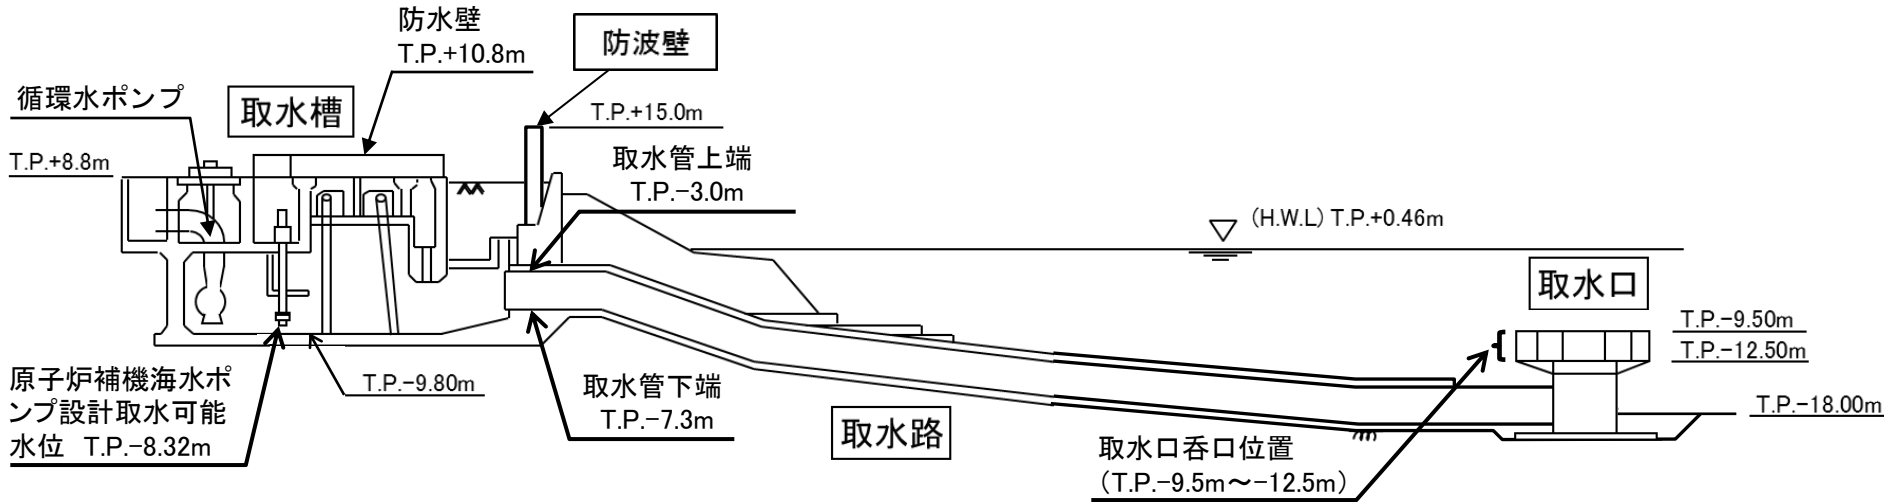 防水壁
T.P.+10.8m
防波壁
循環水ポンプ
取水槽
T.P.+15.0m
T.P.+8.8m
取水管上端
T.P.-3.0m
(H.W.L) T.P.+0.46m
取水口
T.P.-9.50m
T.P.-12.50m
原子炉補機海水ポ
ンプ設計取水可能
水位 T.P.-8.32m
T.P.-9.80m
取水管下端
T.P.-7.3m
取水路
T.P.-18.00m
取水口呑口位置
(T.P.-9.5m～-12.5m)